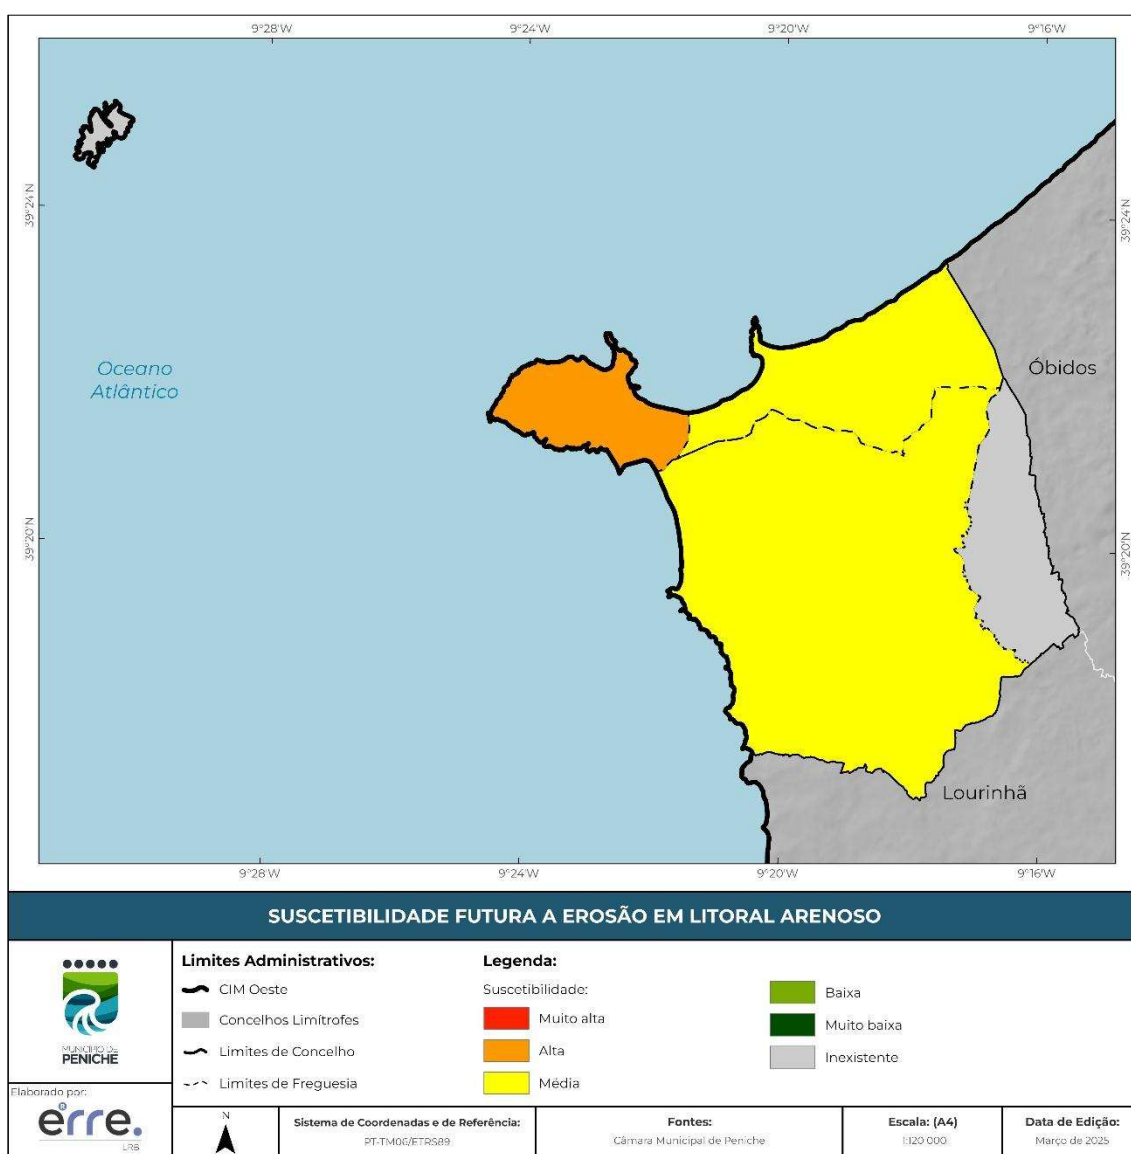 9°28'W
9°24'W
9°20'W
9°16'W
39°24'N
39°24'N
Oceano
Atlântico
Óbidos
39°20'N
39°20'N
Lourinhã
9°28'W
9°24'W
9°20'W
9°16'W
SUSCETIBILIDADE FUTURA A EROSÃO EM LITORAL ARENOSO
MUNICÍPIO DE
PENICHE
Limites Administrativos:
CIM Oeste
Concelhos Limítrofes
Limites de Concelho
Limites de Freguesia
Legenda:
Suscetibilidade:
Muito alta
Alta
Média
Baixa
Muito baixa
Inexistente
Elaborado por:
erre.
R
LRB
N
Sistema de Coordenadas e de Referência:
PT-TM06/ETRS89
Fontes:
Câmara Municipal de Peniche
Escala: (A4)
1:120 000
Data de Edição:
Março de 2025